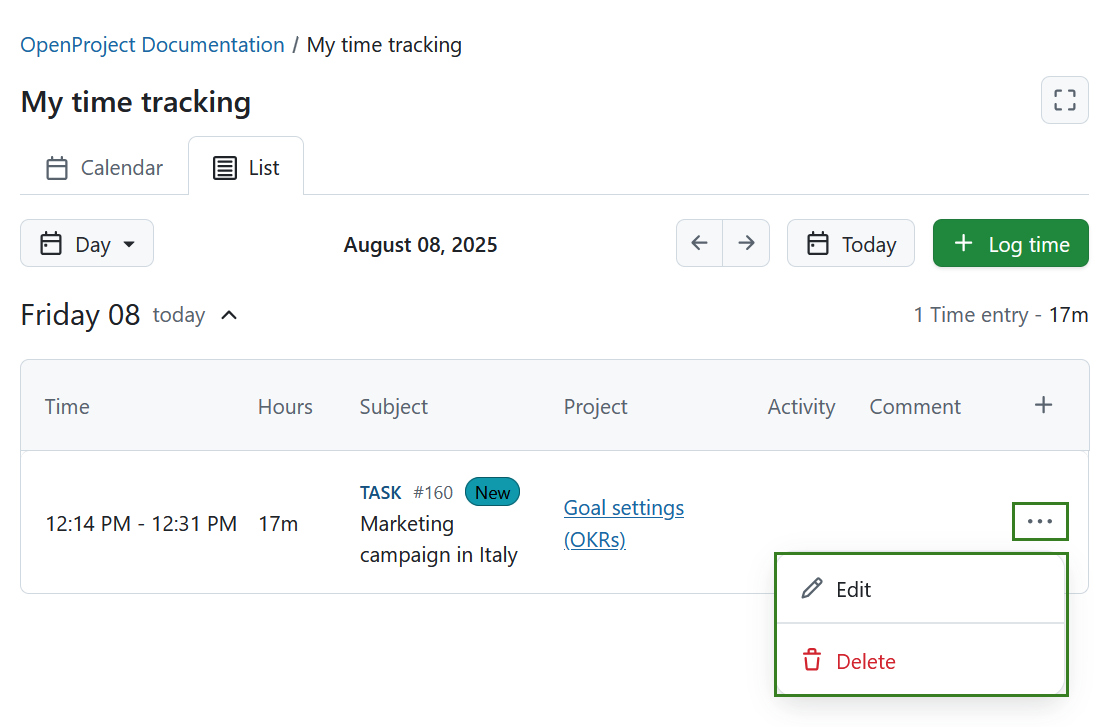 OpenProject Documentation / My time tracking
My time tracking
Calendar List
Day August 08, 2025 Today + Log time
Friday 08 today 1 Time entry - 17m
Time Hours Subject Project Activity Comment +
12:14 PM - 12:31 PM 17m
TASK #160 New
Marketing
campaign in Italy
Goal settings
(OKRs)
Edit
Delete